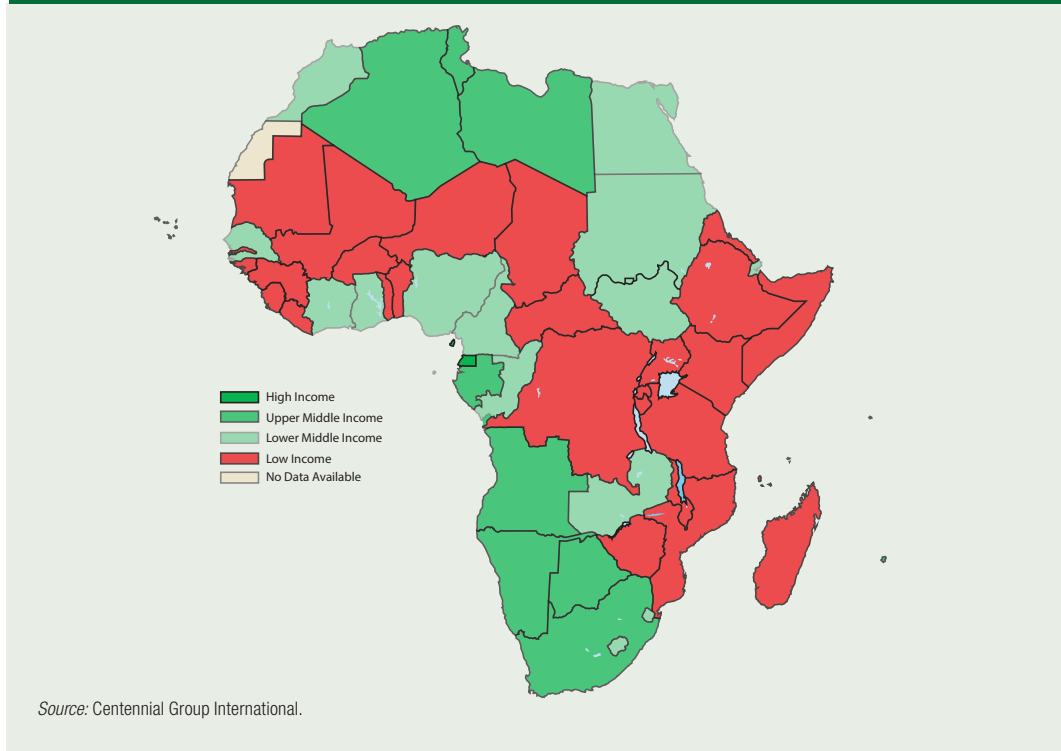 High Income
Upper Middle Income
Lower Middle Income
Low Income
No Data Available
Source: Centennial Group International.